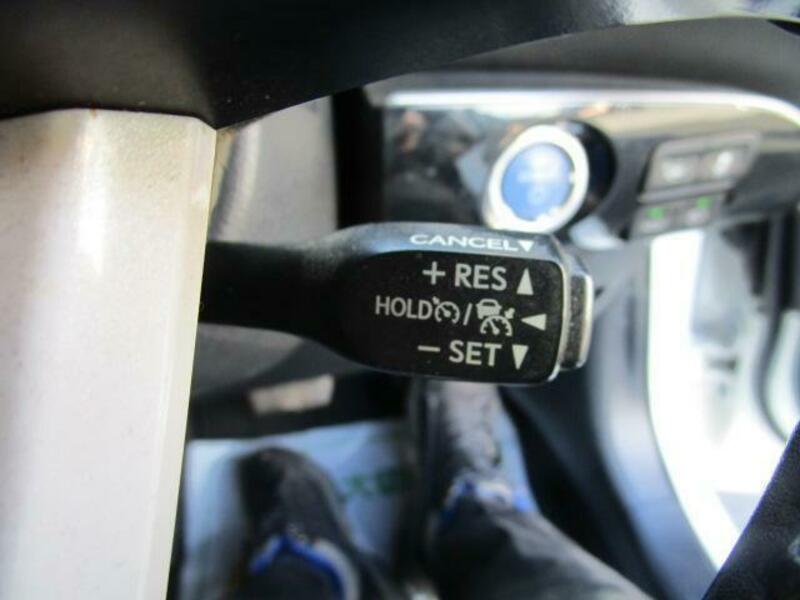 CANCEL▼
+ RES ▲
HOLD / ◀
− SET ▼